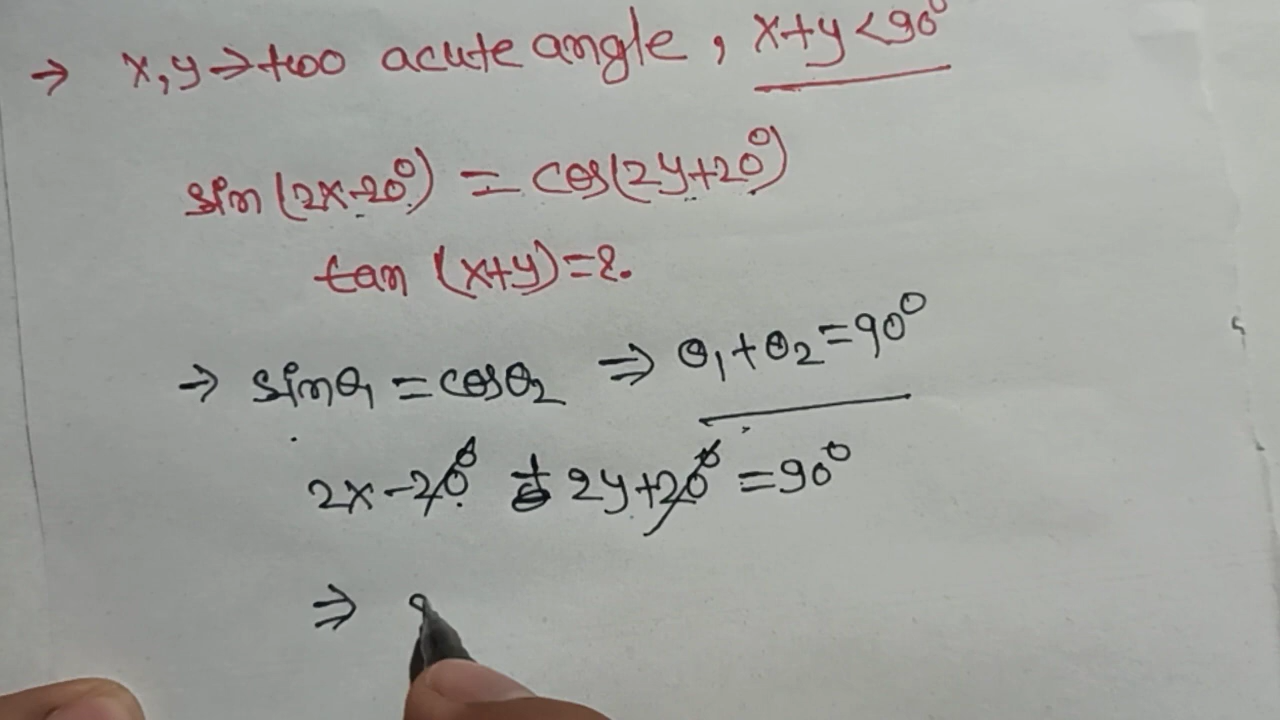 → x,y→too acute angle, x+y<90°
sin(2x-20°) = cos(2y+20°)
tan (x+y)=?.
→ sinθ₁ = cosθ₂ ⇒ θ₁+θ₂=90°
2x-20° + 2y+20° =90°
⇒